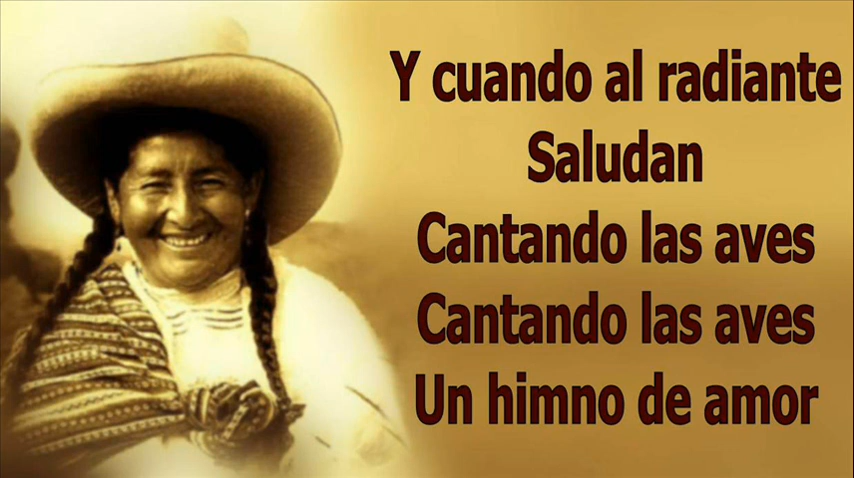 Y cuando al radiante
Saludan
Cantando las aves
Cantando las aves
Un himno de amor